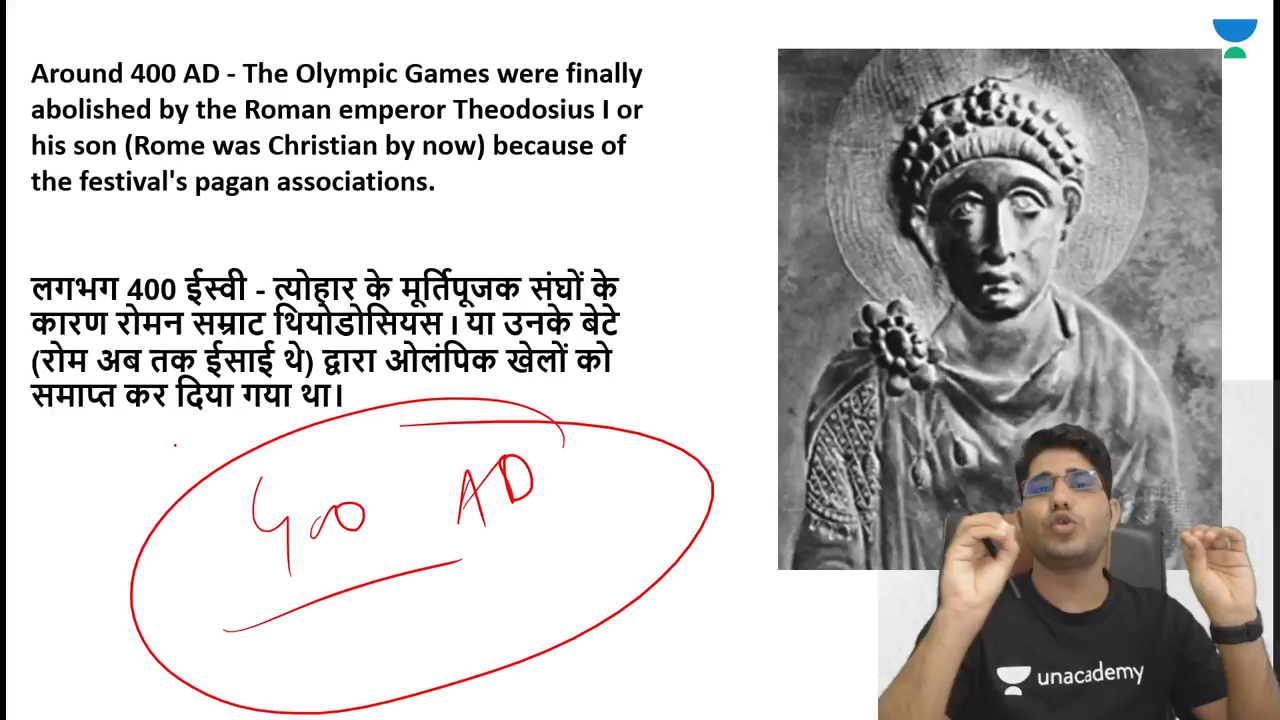 Around 400 AD - The Olympic Games were finally
abolished by the Roman emperor Theodosius I or
his son (Rome was Christian by now) because of
the festival's pagan associations.
लगभग 400 ईस्वी - त्योहार के मूर्तिपूजक संघों के
कारण रोमन सम्राट थियोडोसियस । या उनके बेटे
(रोम अब तक ईसाई थे) द्वारा ओलंपिक खेलों को
समाप्त कर दिया गया था।
400 AD
unacademy